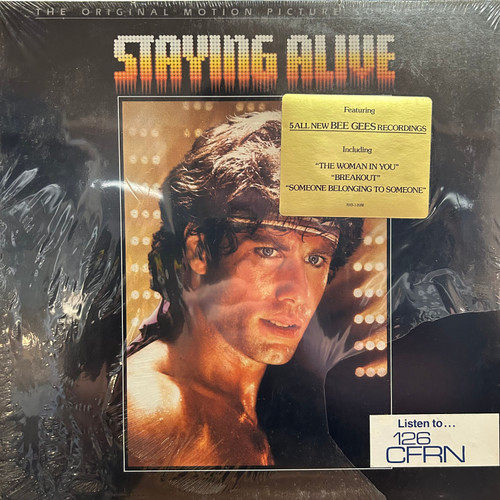 THE ORIGINAL MOTION PICTURE
STAYING ALIVE
Featuring
5 ALL NEW BEE GEES RECORDINGS
Including
"THE WOMAN IN YOU"
"BREAKOUT"
"SOMEONE BELONGING TO SOMEONE"
Listen to...
126
CFRN